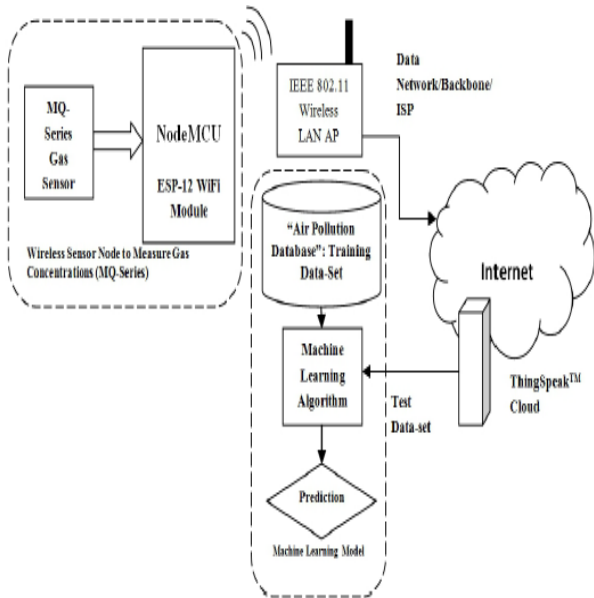 MQ-
Series
Gas
Sensor
NodeMCU
ESP-12 WiFi
Module
Wireless Sensor Node to Measure Gas
Concentrations (MQ-Series)
IEEE 802.11
Wireless
LAN AP
Data
Network/Backbone/
ISP
Internet
ThingSpeak™
Cloud
“Air Pollution
Database”: Training
Data-Set
Machine
Learning
Algorithm
Test
Data-set
Prediction
Machine Learning Model